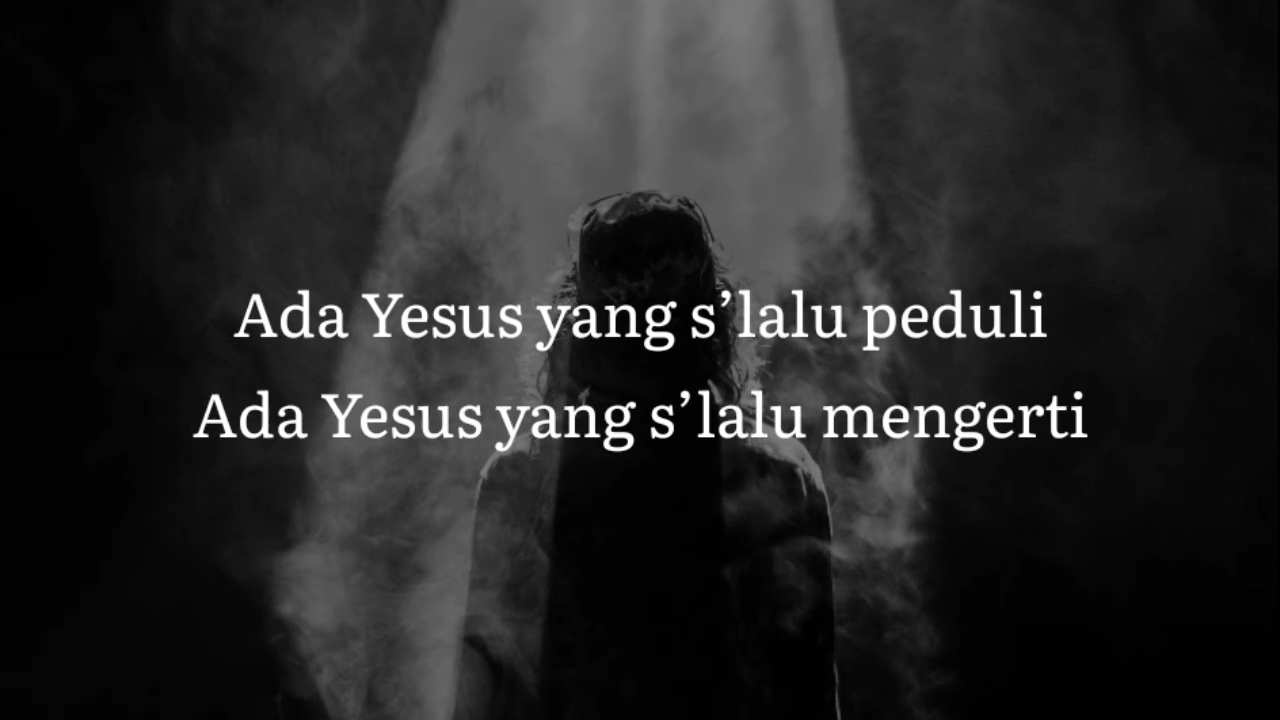 Ada Yesus yang s’lalu peduli
Ada Yesus yang s’lalu mengerti